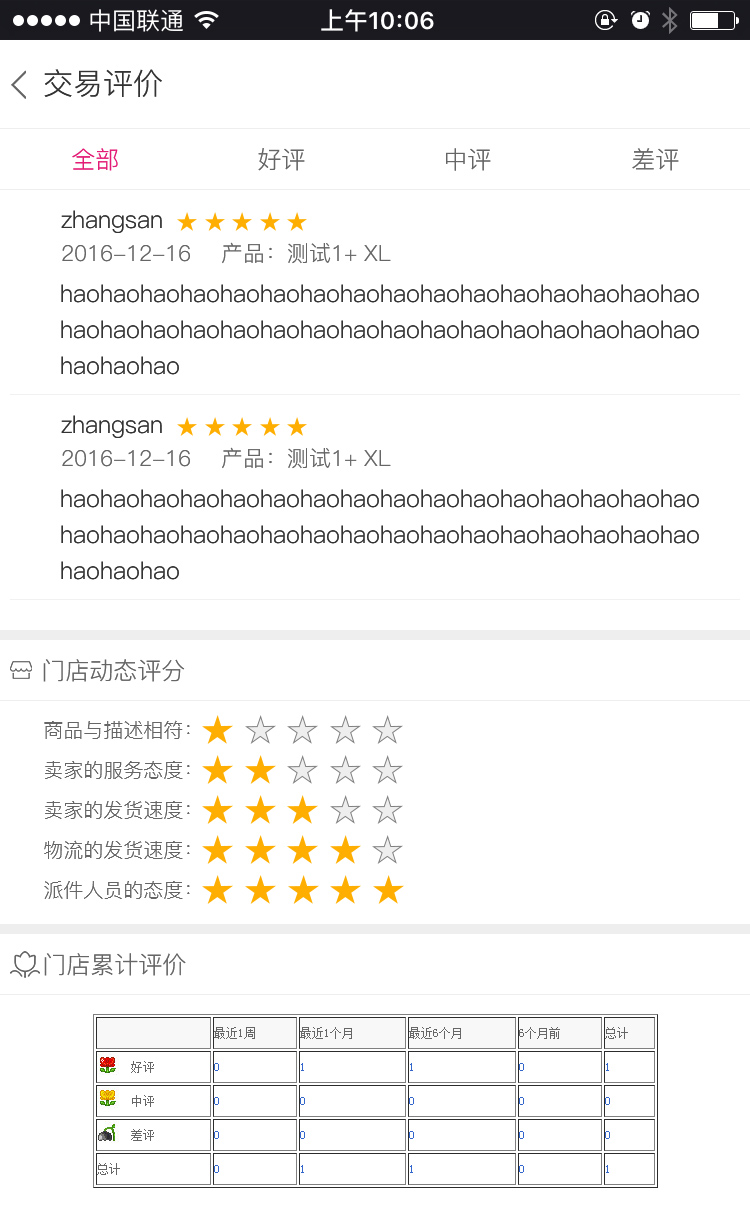 中国联通 上午10:06
交易评价
全部 好评 中评 差评
zhangsan
2016-12-16 产品：测试1+ XL
haohaohaohaohaohaohaohaohaohaohaohaohaohaohaohao
haohaohaohaohaohaohaohaohaohaohaohaohaohaohaohao
haohaohao
zhangsan
2016-12-16 产品：测试1+ XL
haohaohaohaohaohaohaohaohaohaohaohaohaohaohaohao
haohaohaohaohaohaohaohaohaohaohaohaohaohaohaohao
haohaohao
门店动态评分
商品与描述相符：
卖家的服务态度：
卖家的发货速度：
物流的发货速度：
派件人员的态度：
门店累计评价
最近1周 最近1个月 最近6个月 6个月前 总计
好评 0 1 1 0 1
中评 0 0 0 0 0
差评 0 0 0 0 0
总计 0 1 1 0 1